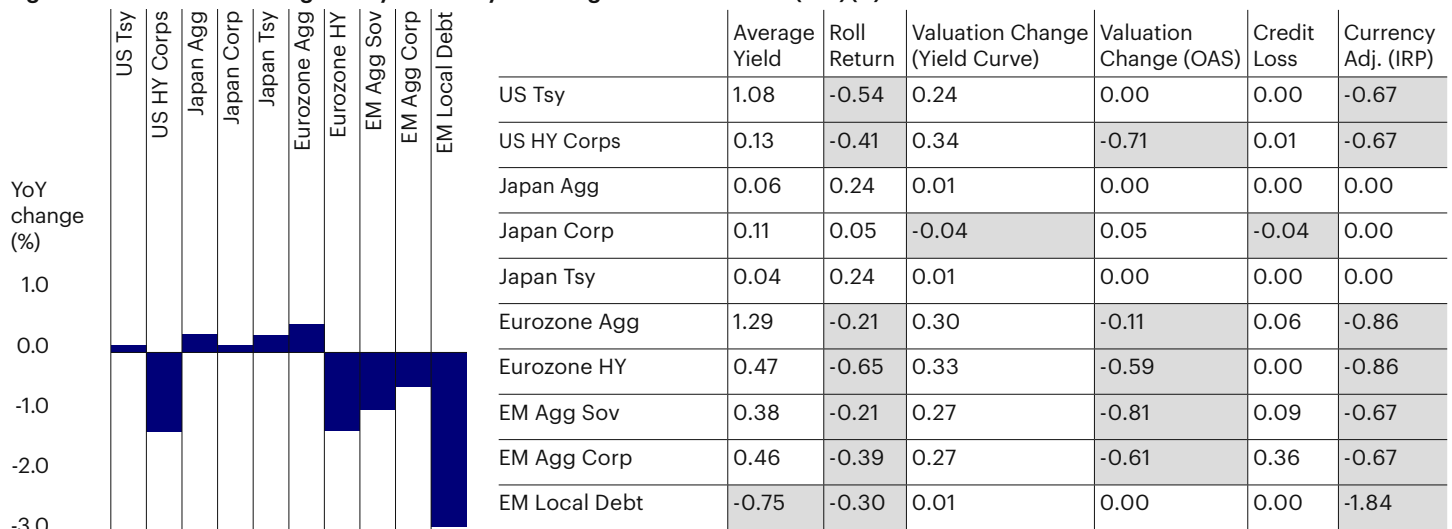 US Tsy
US HY Corps
Japan Agg
Japan Corp
Japan Tsy
Eurozone Agg
Eurozone HY
EM Agg Sov
EM Agg Corp
EM Local Debt
YoY
change
(%)
1.0
0.0
-1.0
-2.0
-3.0
Average Roll Valuation Change Valuation Credit Currency
Yield Return (Yield Curve) Change (OAS) Loss Adj. (IRP)
US Tsy 1.08 -0.54 0.24 0.00 0.00 -0.67
US HY Corps 0.13 -0.41 0.34 -0.71 0.01 -0.67
Japan Agg 0.06 0.24 0.01 0.00 0.00 0.00
Japan Corp 0.11 0.05 -0.04 0.05 -0.04 0.00
Japan Tsy 0.04 0.24 0.01 0.00 0.00 0.00
Eurozone Agg 1.29 -0.21 0.30 -0.11 0.06 -0.86
Eurozone HY 0.47 -0.65 0.33 -0.59 0.00 -0.86
EM Agg Sov 0.38 -0.21 0.27 -0.81 0.09 -0.67
EM Agg Corp 0.46 -0.39 0.27 -0.61 0.36 -0.67
EM Local Debt -0.75 -0.30 0.01 0.00 0.00 -1.84